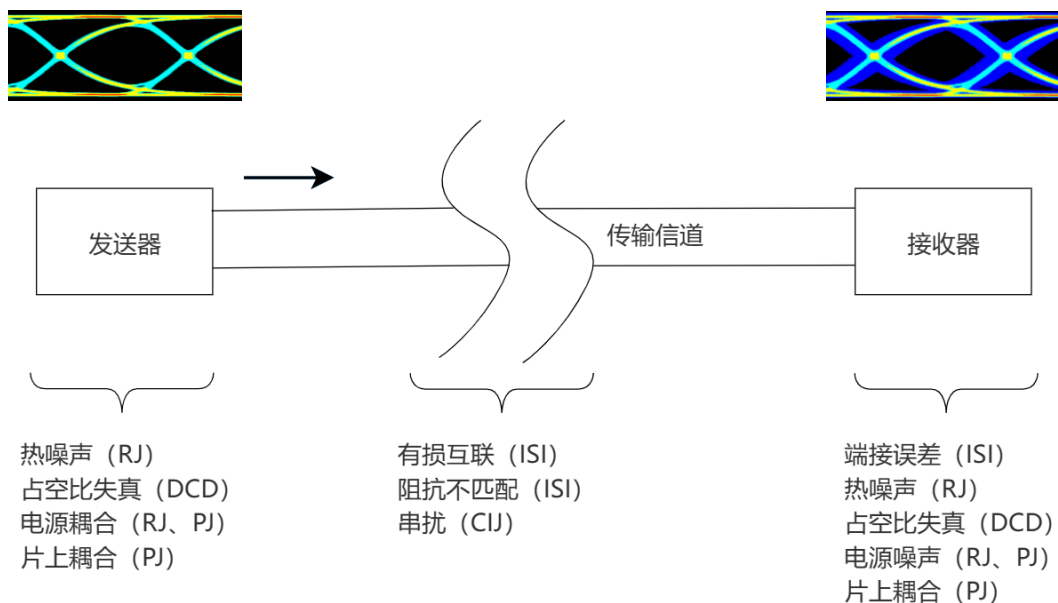 发送器
传输信道
接收器
热噪声（RJ）
占空比失真（DCD）
电源耦合（RJ、PJ）
片上耦合（PJ）
有损互联（ISI）
阻抗不匹配（ISI）
串扰（CIJ）
端接误差（ISI）
热噪声（RJ）
占空比失真（DCD）
电源噪声（RJ、PJ）
片上耦合（PJ）